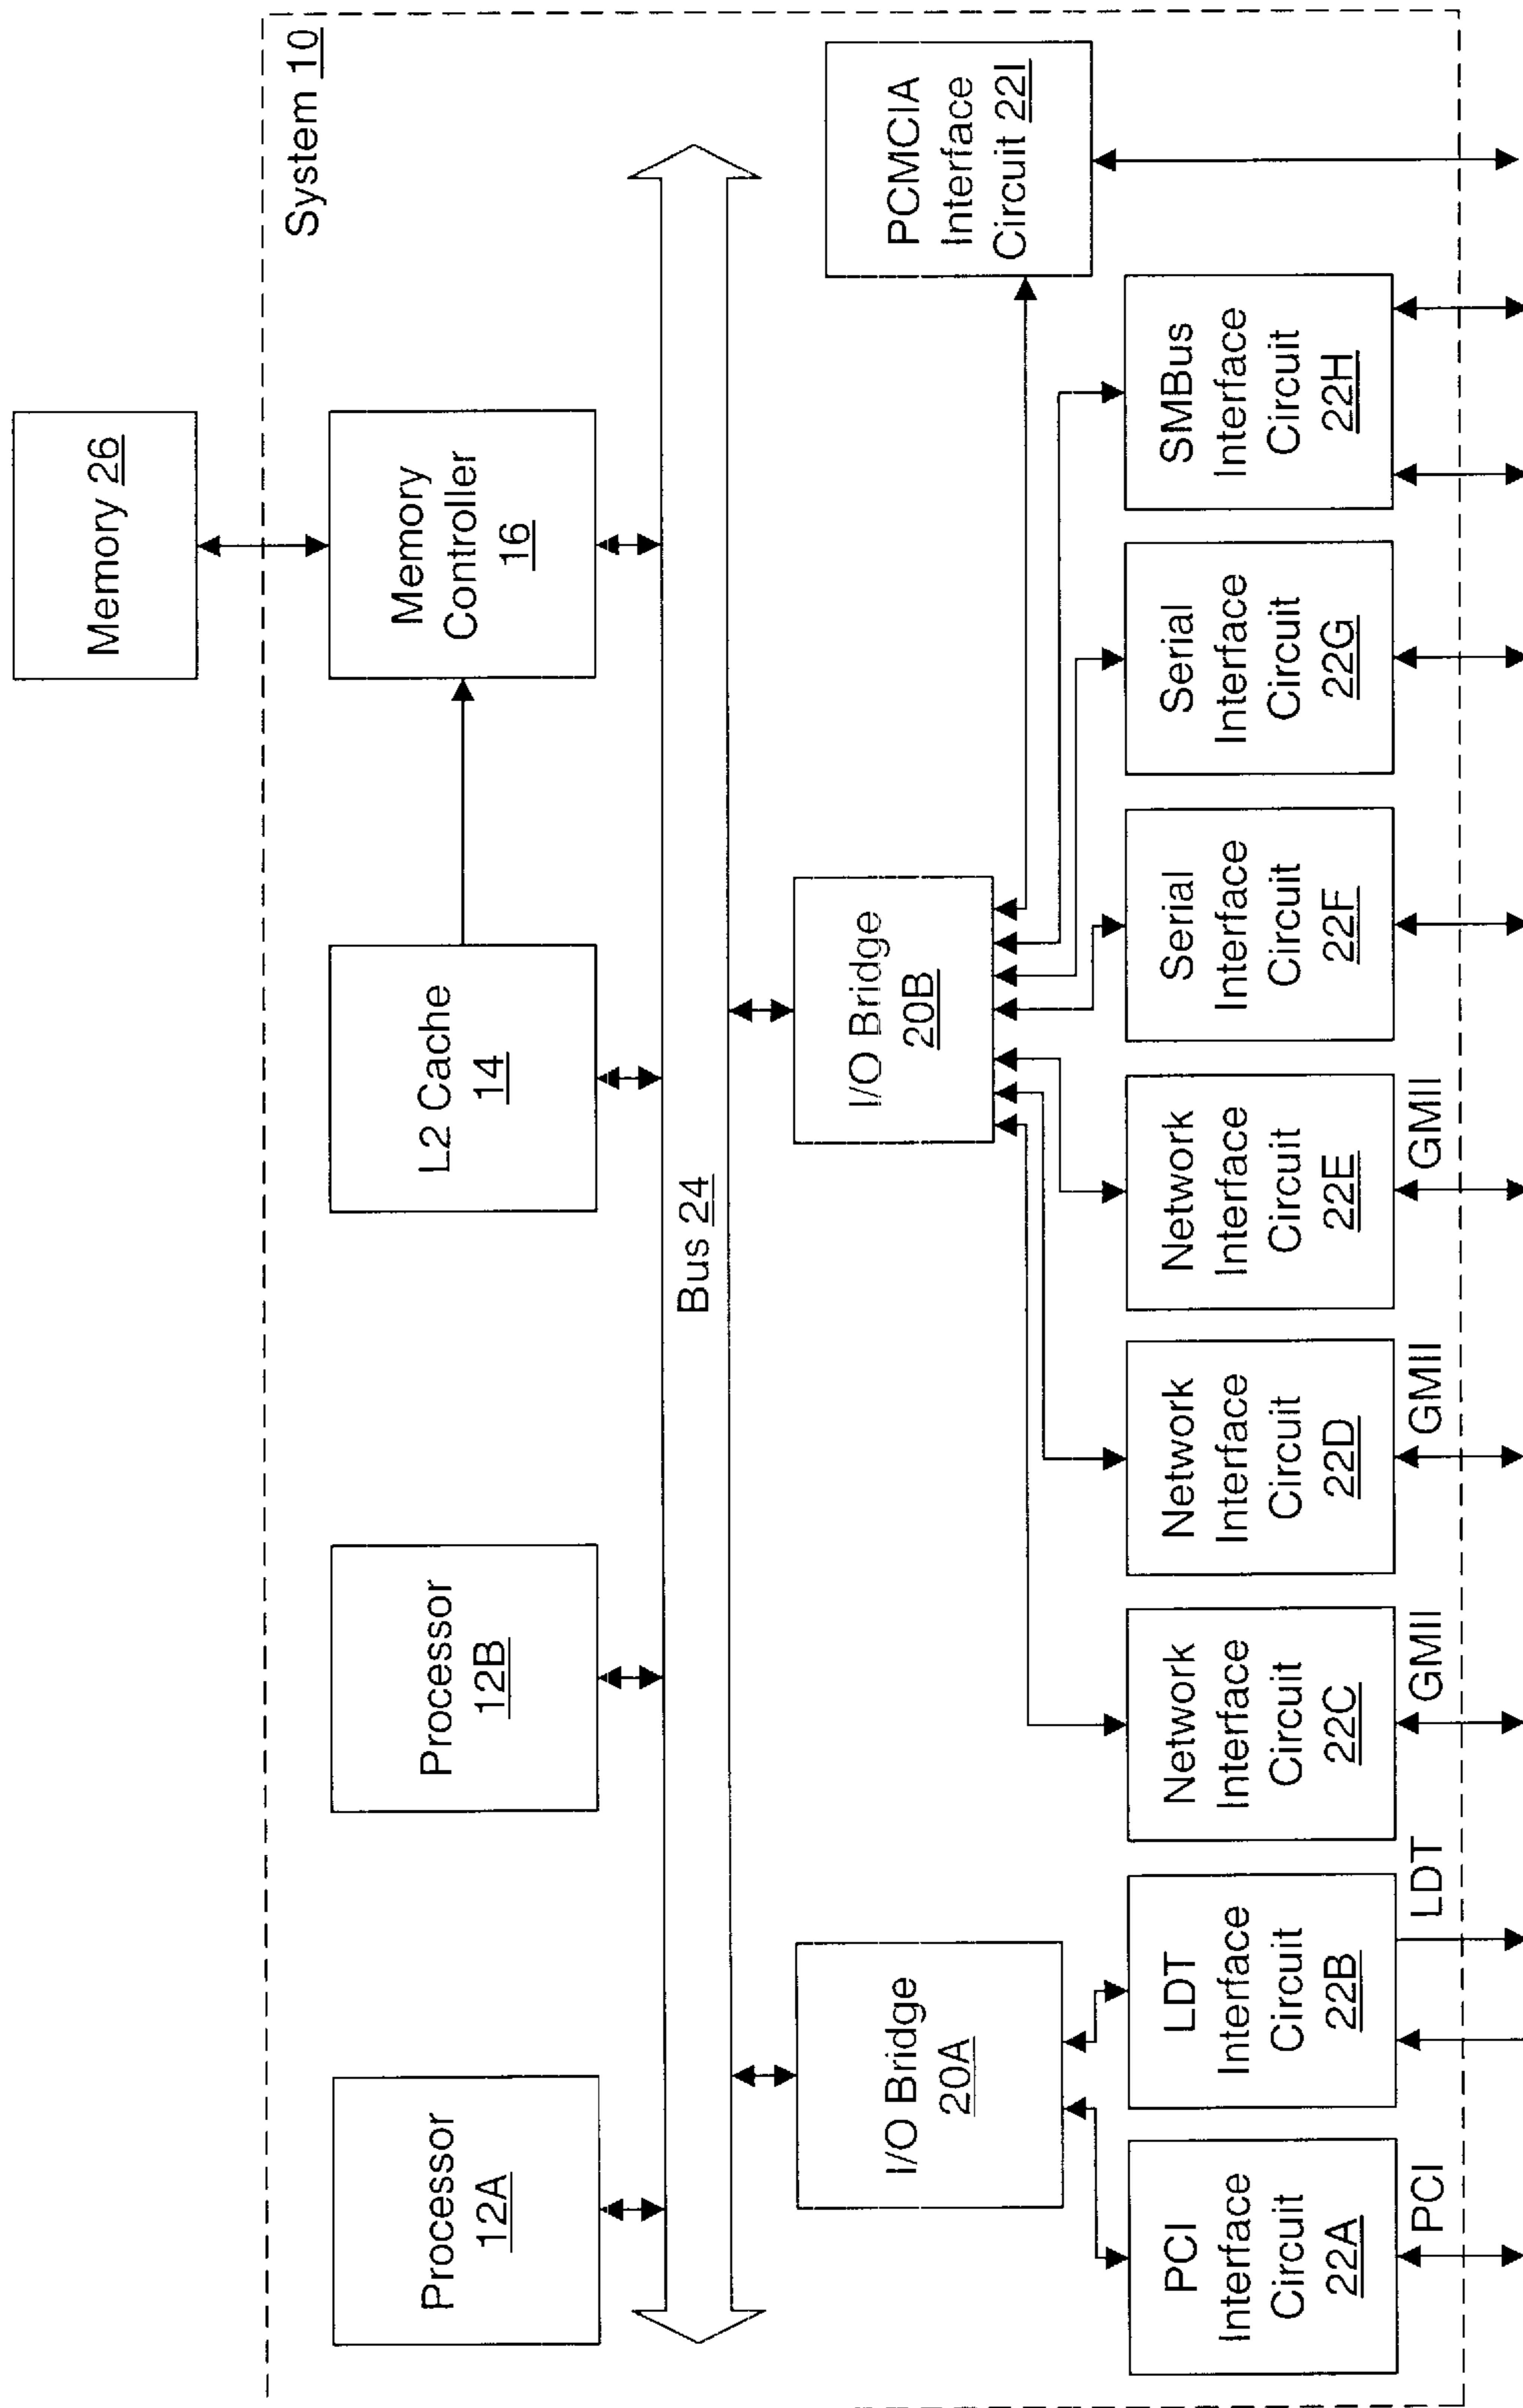 Memory 26
System 10
Processor
12A
Processor
12B
L2 Cache
14
Memory
Controller
16
Bus 24
I/O Bridge
20A
I/O Bridge
20B
PCMCIA
Interface
Circuit 22I
PCI
Interface
Circuit
22A
LDT
Interface
Circuit
22B
Network
Interface
Circuit
22C
Network
Interface
Circuit
22D
Network
Interface
Circuit
22E
Serial
Interface
Circuit
22F
Serial
Interface
Circuit
22G
SMBus
Interface
Circuit
22H
PCI
LDT
GMII
GMII
GMII